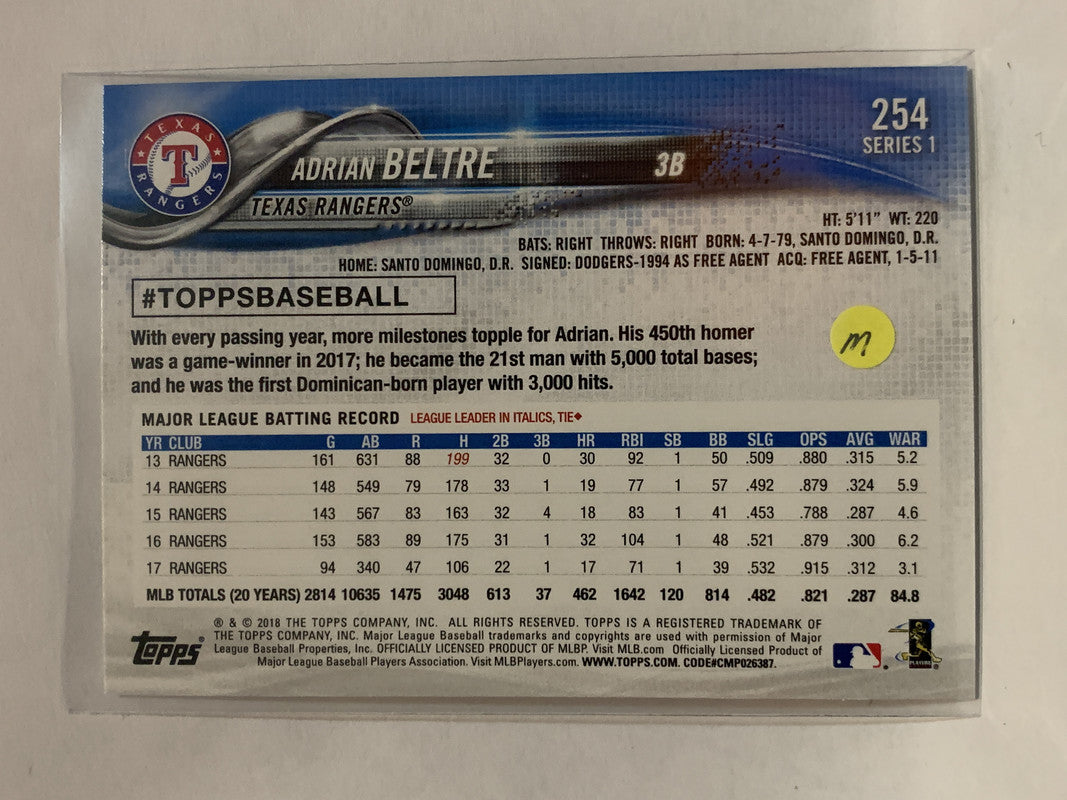 TEXAS
T
RANGERS
ADRIAN BELTRE 3B
TEXAS RANGERS®
254
SERIES 1
HT: 5'11" WT: 220
BATS: RIGHT THROWS: RIGHT BORN: 4-7-79, SANTO DOMINGO, D.R.
HOME: SANTO DOMINGO, D.R. SIGNED: DODGERS-1994 AS FREE AGENT ACQ: FREE AGENT, 1-5-11
#TOPPSBASEBALL
With every passing year, more milestones topple for Adrian. His 450th homer
was a game-winner in 2017; he became the 21st man with 5,000 total bases;
and he was the first Dominican-born player with 3,000 hits.
m
MAJOR LEAGUE BATTING RECORD LEAGUE LEADER IN ITALICS, TIE◆
YR CLUB G AB R H 2B 3B HR RBI SB BB SLG OPS AVG WAR
13 RANGERS 161 631 88 199 32 0 30 92 1 50 .509 .880 .315 5.2
14 RANGERS 148 549 79 178 33 1 19 77 1 57 .492 .879 .324 5.9
15 RANGERS 143 567 83 163 32 4 18 83 1 41 .453 .788 .287 4.6
16 RANGERS 153 583 89 175 31 1 32 104 1 48 .521 .879 .300 6.2
17 RANGERS 94 340 47 106 22 1 17 71 1 39 .532 .915 .312 3.1
MLB TOTALS (20 YEARS) 2814 10635 1475 3048 613 37 462 1642 120 814 .482 .821 .287 84.8
® & © 2018 THE TOPPS COMPANY, INC. ALL RIGHTS RESERVED. TOPPS IS A REGISTERED TRADEMARK OF
THE TOPPS COMPANY, INC. Major League Baseball trademarks and copyrights are used with permission of Major
League Baseball Properties, Inc. OFFICIALLY LICENSED PRODUCT OF MLBP. Visit MLB.com Officially Licensed Product of
Major League Baseball Players Association. Visit MLBPlayers.com. WWW.TOPPS.COM. CODE#CMP026387.
Topps®
PLAYERS